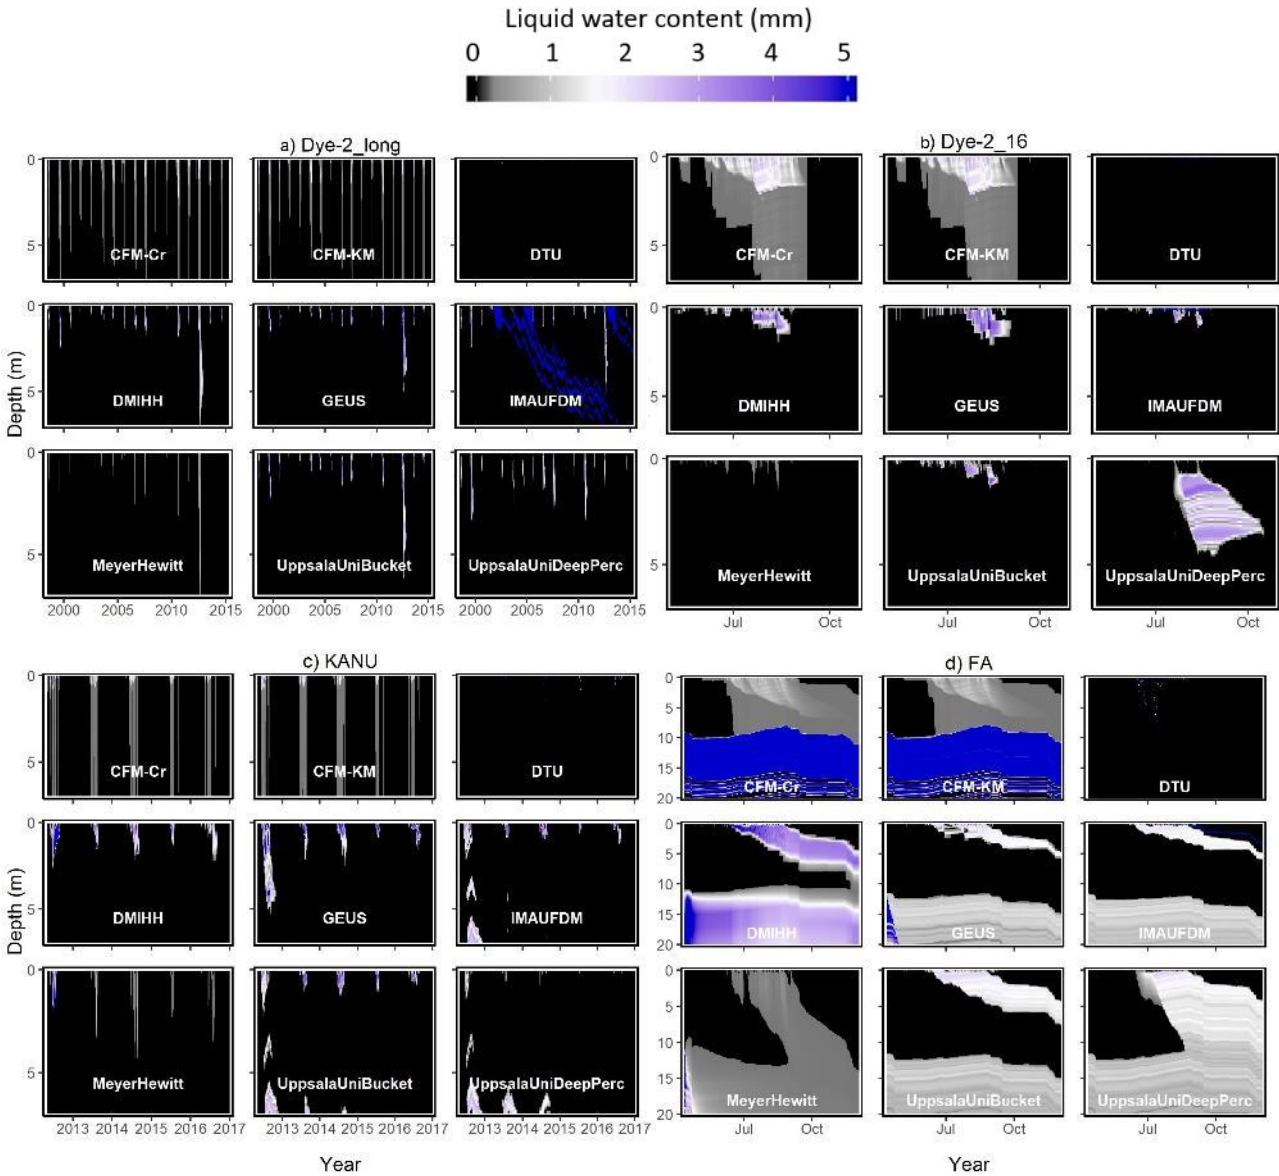 Liquid water content (mm)
0 1 2 3 4 5
a) Dye-2_long
b) Dye-2_16
0
5
CFM-Cr CFM-KM DTU
0
5
CFM-Cr CFM-KM DTU
Depth (m)
0
5
DMIHH GEUS IMAUFDM
0
5
DMIHH GEUS IMAUFDM
0
5
MeyerHewitt UppsalaUniBucket UppsalaUniDeepPerc
0
5
MeyerHewitt UppsalaUniBucket UppsalaUniDeepPerc
2000 2005 2010 2015 2000 2005 2010 2015 2000 2005 2010 2015
Jul Oct Jul Oct Jul Oct
c) KANU
d) FA
0
5
CFM-Cr CFM-KM DTU
0
5
10
15
20
CFM-Cr CFM-KM DTU
Depth (m)
0
5
DMIHH GEUS IMAUFDM
0
5
10
15
20
DMIHH GEUS IMAUFDM
0
5
MeyerHewitt UppsalaUniBucket UppsalaUniDeepPerc
0
5
10
15
20
MeyerHewitt UppsalaUniBucket UppsalaUniDeepPerc
2013 2014 2015 2016 2017 2013 2014 2015 2016 2017 2013 2014 2015 2016 2017
Jul Oct Jul Oct Jul Oct
Year
Year